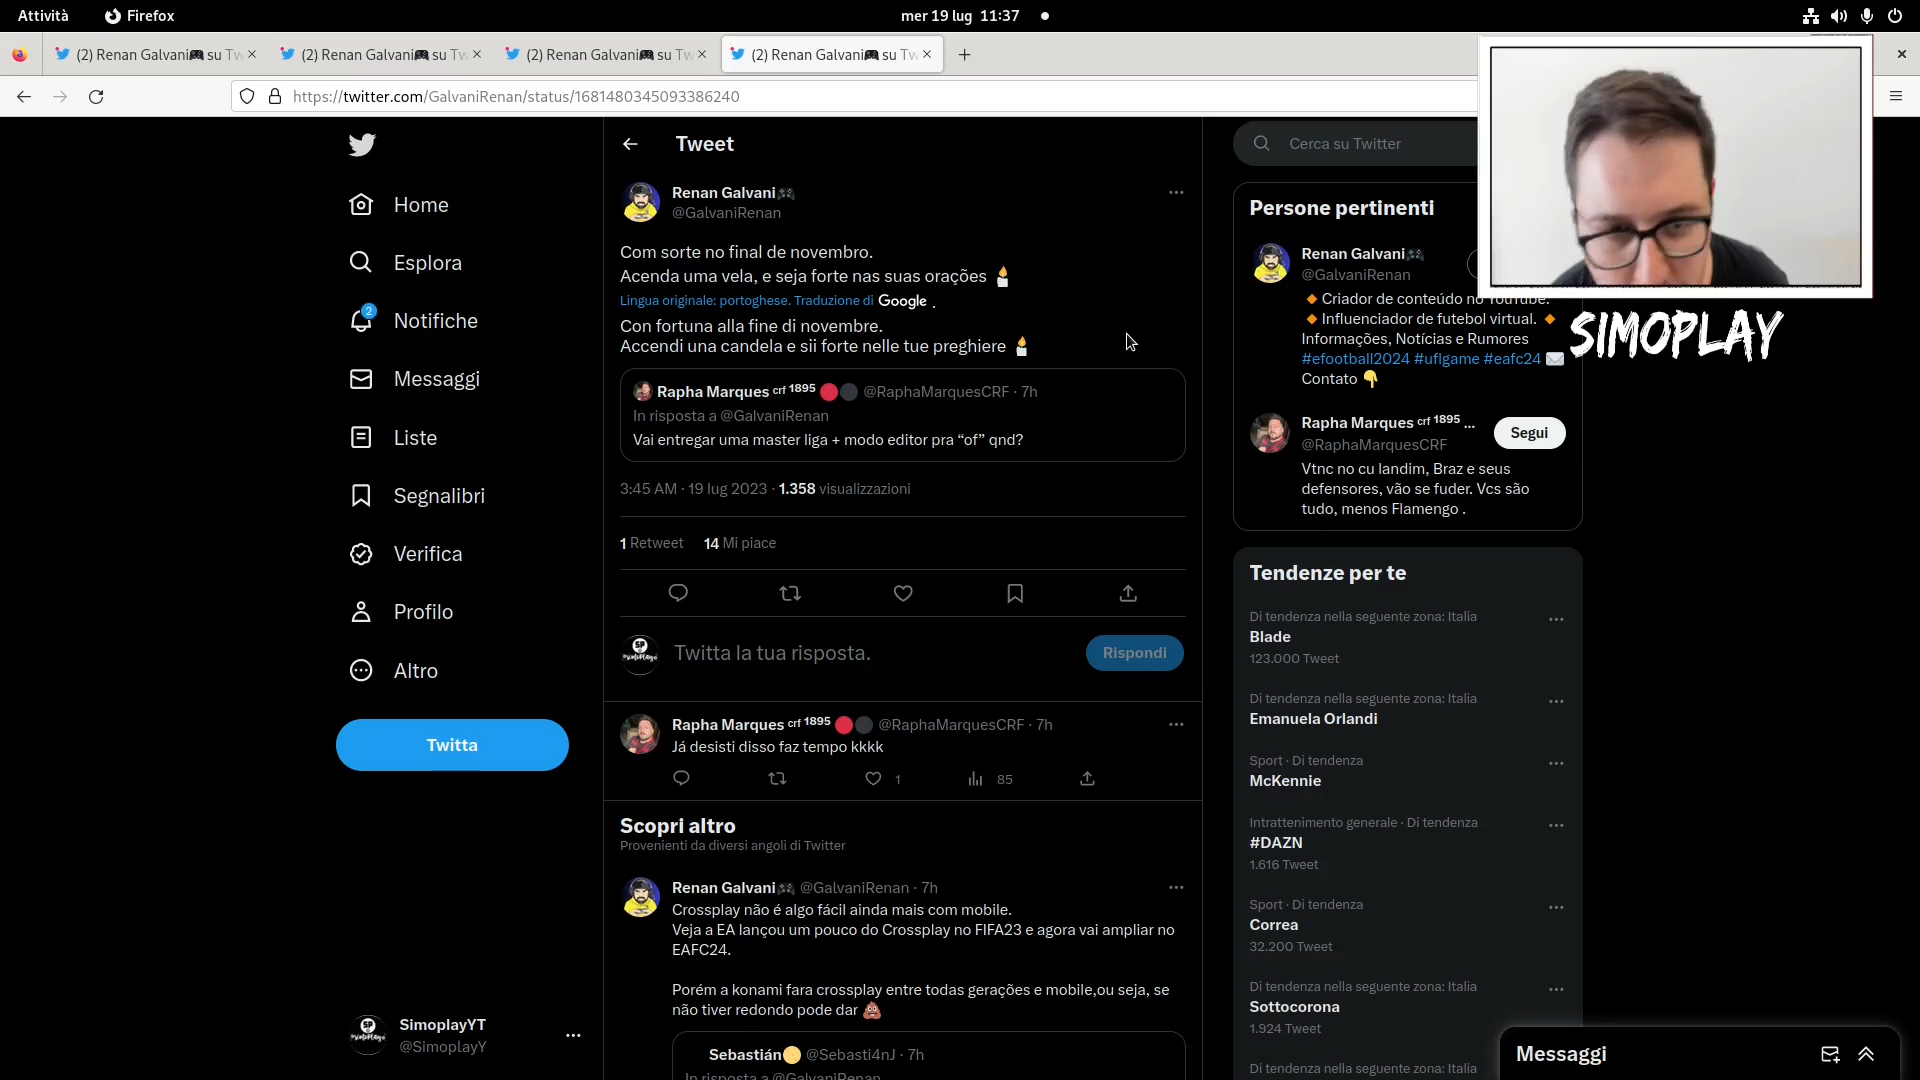 Attività
Firefox
mer 19 lug 11:37
(2) Renan Galvani🎮 su Tw
(2) Renan Galvani🎮 su Tw
(2) Renan Galvani🎮 su Tw
(2) Renan Galvani🎮 su Tw
https://twitter.com/GalvaniRenan/status/1681480345093386240
Home
Esplora
2
Notifiche
Messaggi
Liste
Segnalibri
Verifica
Profilo
Altro
Twitta
SimoplayYT
@SimoplayY
Tweet
Renan Galvani🎮
@GalvaniRenan
Com sorte no final de novembro.
Acenda uma vela, e seja forte nas suas orações 🕯️
Lingua originale: portoghese. Traduzione di Google .
Con fortuna alla fine di novembre.
Accendi una candela e sii forte nelle tue preghiere 🕯️
Rapha Marques crf 1895 🔴⚫ @RaphaMarquesCRF · 7h
In risposta a @GalvaniRenan
Vai entregar uma master liga + modo editor pra “of” qnd?
3:45 AM · 19 lug 2023 · 1.358 visualizzazioni
1 Retweet 14 Mi piace
Twitta la tua risposta.
Rispondi
Rapha Marques crf 1895 🔴⚫ @RaphaMarquesCRF · 7h
Já desisti disso faz tempo kkkk
1
85
Scopri altro
Provenienti da diversi angoli di Twitter
Renan Galvani🎮 @GalvaniRenan · 7h
Crossplay não é algo fácil ainda mais com mobile.
Veja a EA lançou um pouco do Crossplay no FIFA23 e agora vai ampliar no
EAFC24.
Porém a konami fara crossplay entre todas gerações e mobile,ou seja, se
não tiver redondo pode dar 💩
Sebastián🟡 @Sebasti4nJ · 7h
In risposta a @GalvaniRenan
Cerca su Twitter
Persone pertinenti
Renan Galvani🎮
@GalvaniRenan
🔸Criador de conteúdo no YouTube.
🔸Influenciador de futebol virtual. 🔸
Informações, Notícias e Rumores
#efootball2024 #uflgame #eafc24 ✉️
Contato 👇
SIMOPLAY
Rapha Marques crf 1895 ...
@RaphaMarquesCRF
Segui
Vtnc no cu landim, Braz e seus
defensores, vão se fuder. Vcs são
tudo, menos Flamengo .
Tendenze per te
Di tendenza nella seguente zona: Italia
Blade
123.000 Tweet
Di tendenza nella seguente zona: Italia
Emanuela Orlandi
Sport · Di tendenza
McKennie
Intrattenimento generale · Di tendenza
#DAZN
1.616 Tweet
Sport · Di tendenza
Correa
32.200 Tweet
Di tendenza nella seguente zona: Italia
Sottocorona
1.924 Tweet
Di tendenza nella seguente zona: Italia
Messaggi